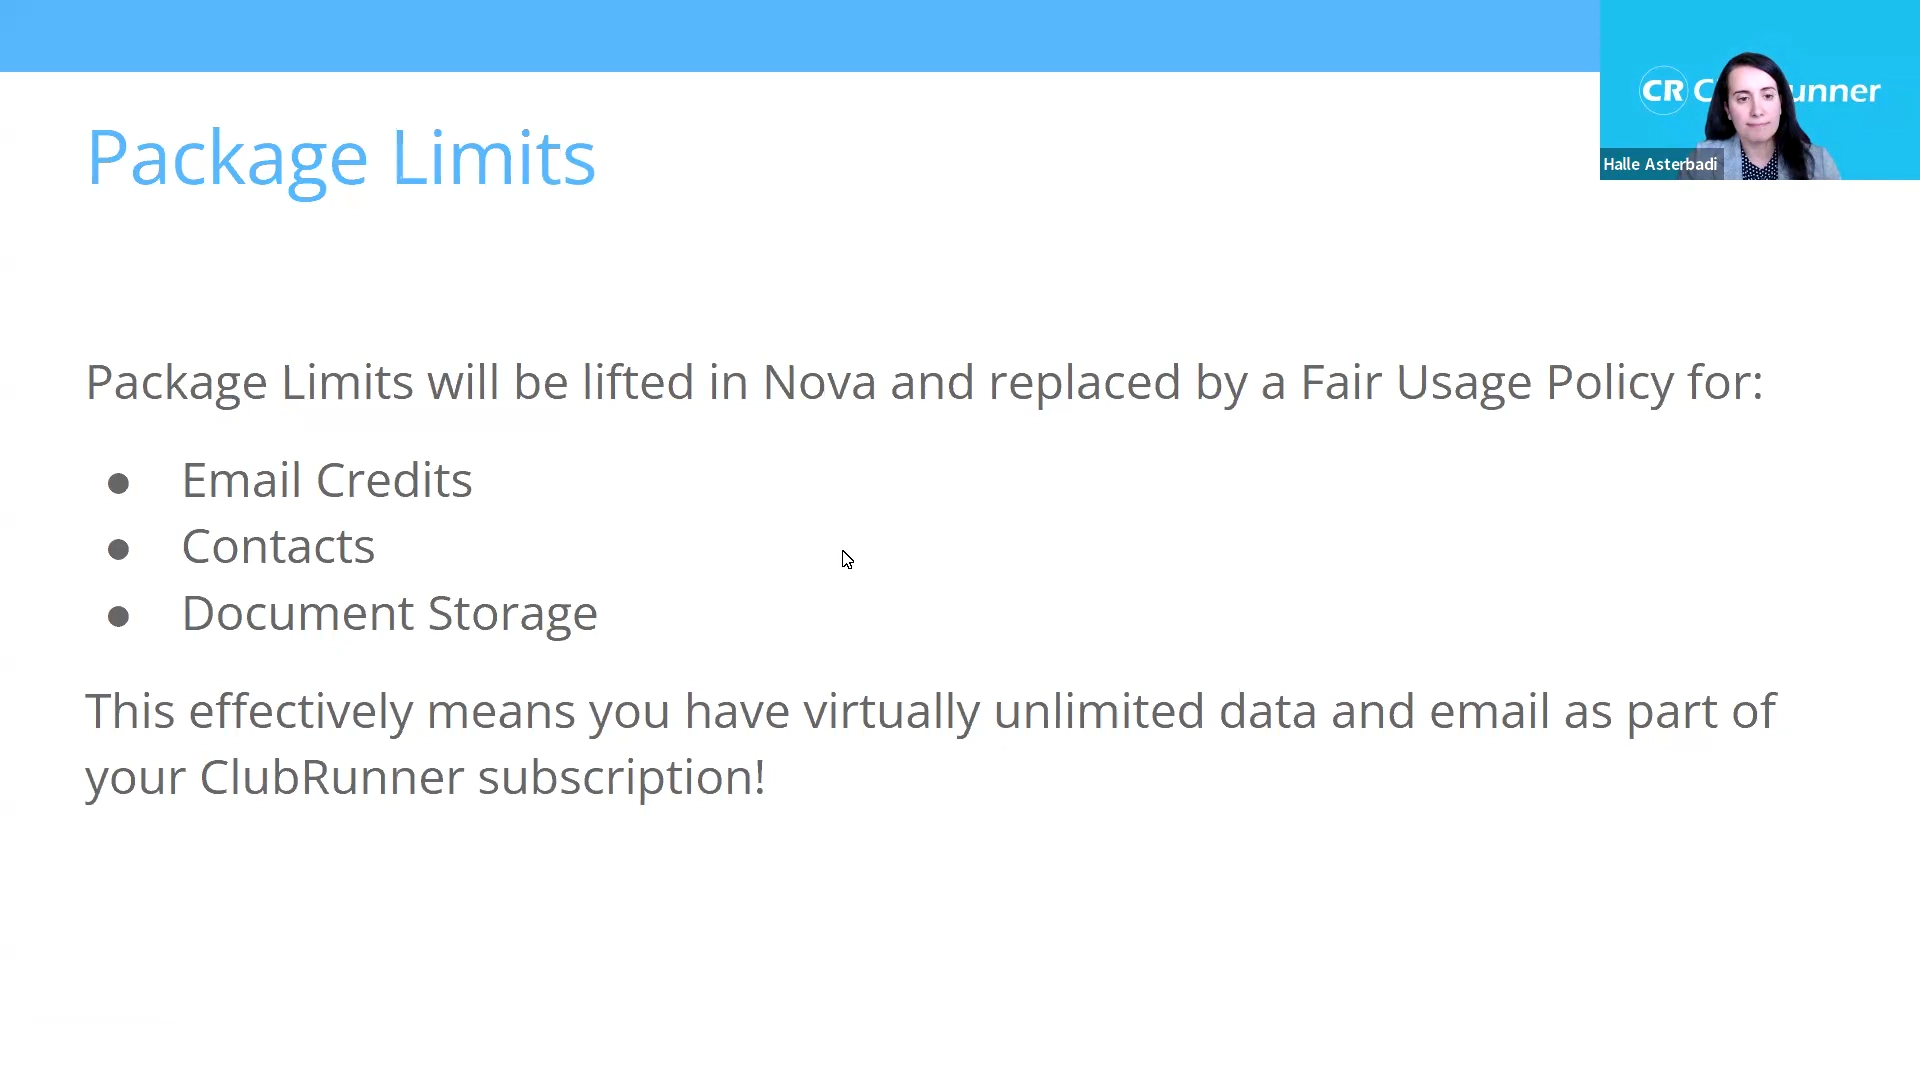 CR C unner
Halle Asterbadi
Package Limits
Package Limits will be lifted in Nova and replaced by a Fair Usage Policy for:
● Email Credits
● Contacts
● Document Storage
This effectively means you have virtually unlimited data and email as part of
your ClubRunner subscription!